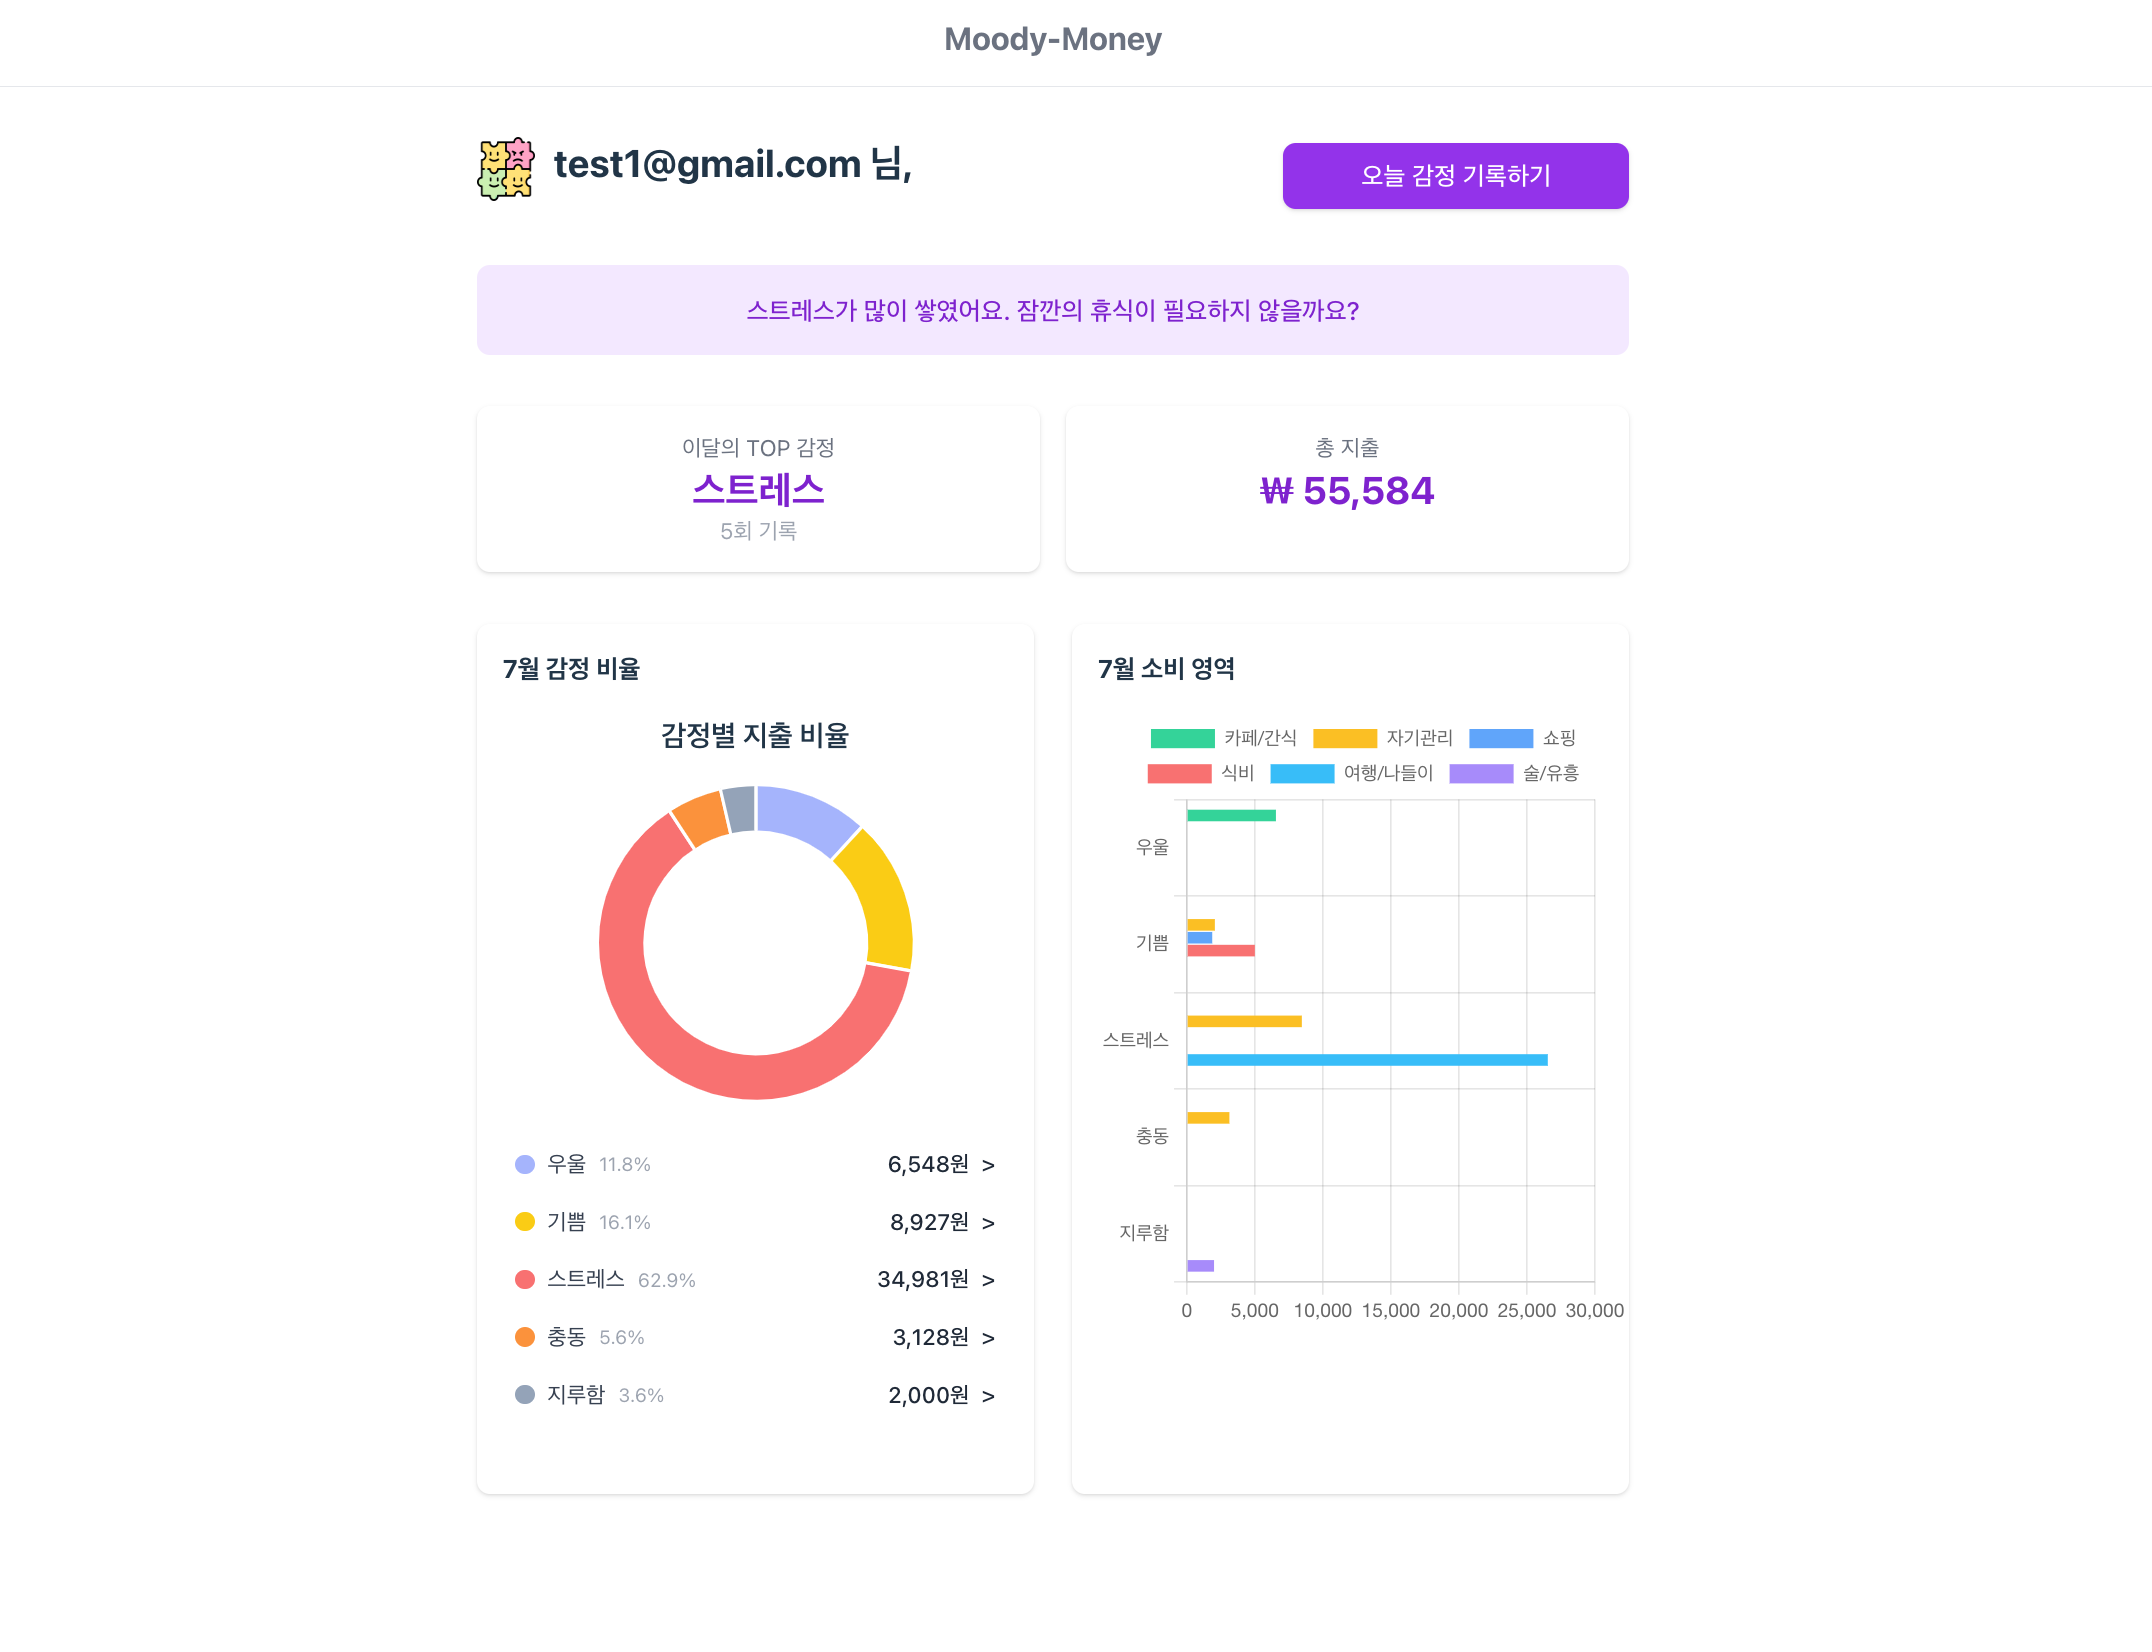 Moody-Money
test1@gmail.com 님,
오늘 감정 기록하기
스트레스가 많이 쌓였어요. 잠깐의 휴식이 필요하지 않을까요?
이달의 TOP 감정
스트레스
5회 기록
총 지출
₩ 55,584
7월 감정 비율
감정별 지출 비율
우울 11.8% 6,548원 >
기쁨 16.1% 8,927원 >
스트레스 62.9% 34,981원 >
충동 5.6% 3,128원 >
지루함 3.6% 2,000원 >
7월 소비 영역
카페/간식 자기관리 쇼핑
식비 여행/나들이 술/유흥
우울
기쁨
스트레스
충동
지루함
0 5,000 10,000 15,000 20,000 25,000 30,000